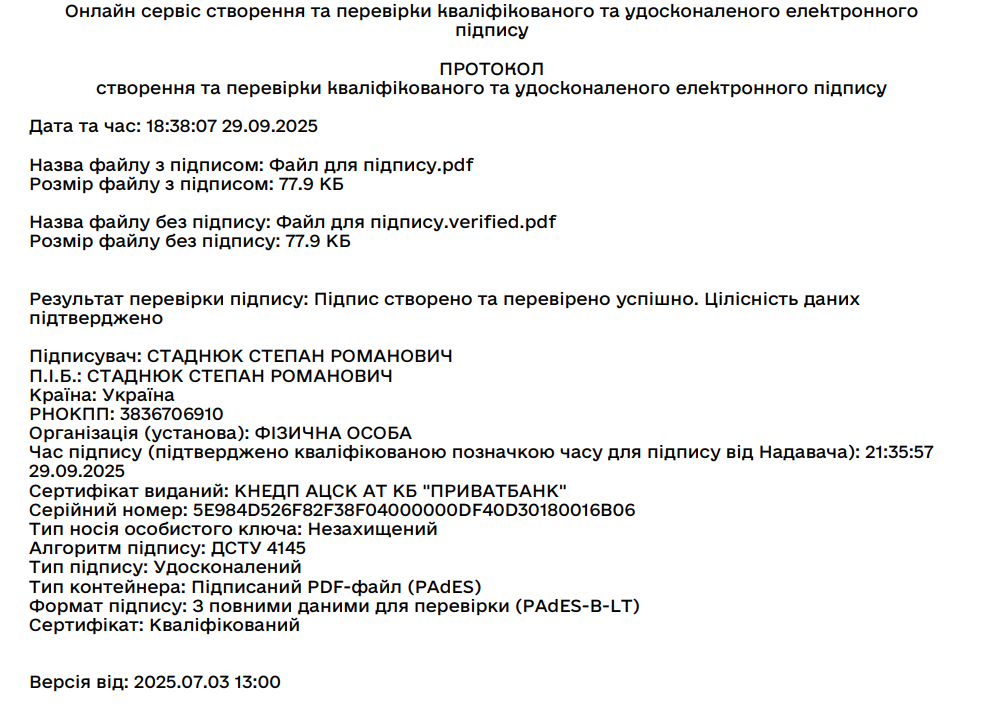 Онлайн сервіс створення та перевірки кваліфікованого та удосконаленого електронного
підпису
ПРОТОКОЛ
створення та перевірки кваліфікованого та удосконаленого електронного підпису
Дата та час: 18:38:07 29.09.2025
Назва файлу з підписом: Файл для підпису.pdf
Розмір файлу з підписом: 77.9 КБ
Назва файлу без підпису: Файл для підпису.verified.pdf
Розмір файлу без підпису: 77.9 КБ
Результат перевірки підпису: Підпис створено та перевірено успішно. Цілісність даних
підтверджено
Підписувач: СТАДНЮК СТЕПАН РОМАНОВИЧ
П.І.Б.: СТАДНЮК СТЕПАН РОМАНОВИЧ
Країна: Україна
РНОКПП: 3836706910
Організація (установа): ФІЗИЧНА ОСОБА
Час підпису (підтверджено кваліфікованою позначкою часу для підпису від Надавача): 21:35:57
29.09.2025
Сертифікат виданий: КНЕДП АЦСК АТ КБ "ПРИВАТБАНК"
Серійний номер: 5E984D526F82F38F04000000DF40D30180016B06
Тип носія особистого ключа: Незахищений
Алгоритм підпису: ДСТУ 4145
Тип підпису: Удосконалений
Тип контейнера: Підписаний PDF-файл (PAdES)
Формат підпису: З повними даними для перевірки (PAdES-B-LT)
Сертифікат: Кваліфікований
Версія від: 2025.07.03 13:00